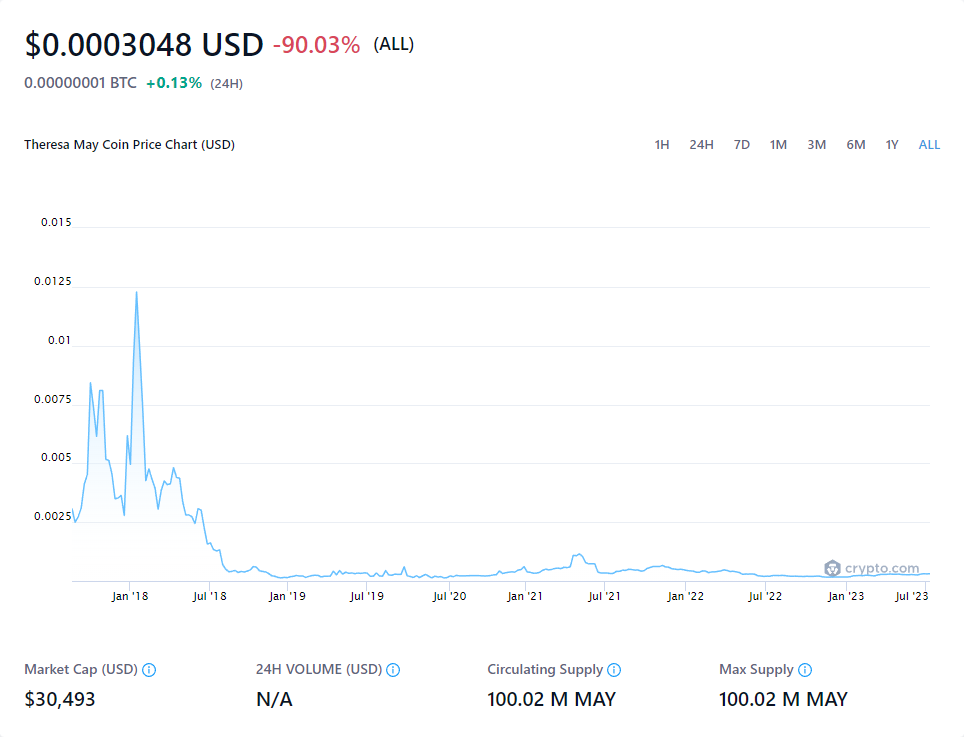 $0.0003048 USD -90.03% (ALL)
0.00000001 BTC +0.13% (24H)
Theresa May Coin Price Chart (USD) 1H 24H 7D 1M 3M 6M 1Y ALL
0.015
0.0125
0.01
0.0075
0.005
0.0025
crypto.com
Jan '18 Jul '18 Jan '19 Jul '19 Jul '20 Jan '21 Jul '21 Jan '22 Jul '22 Jan '23 Jul '23
Market Cap (USD) 24H VOLUME (USD) Circulating Supply Max Supply
$30,493 N/A 100.02 M MAY 100.02 M MAY